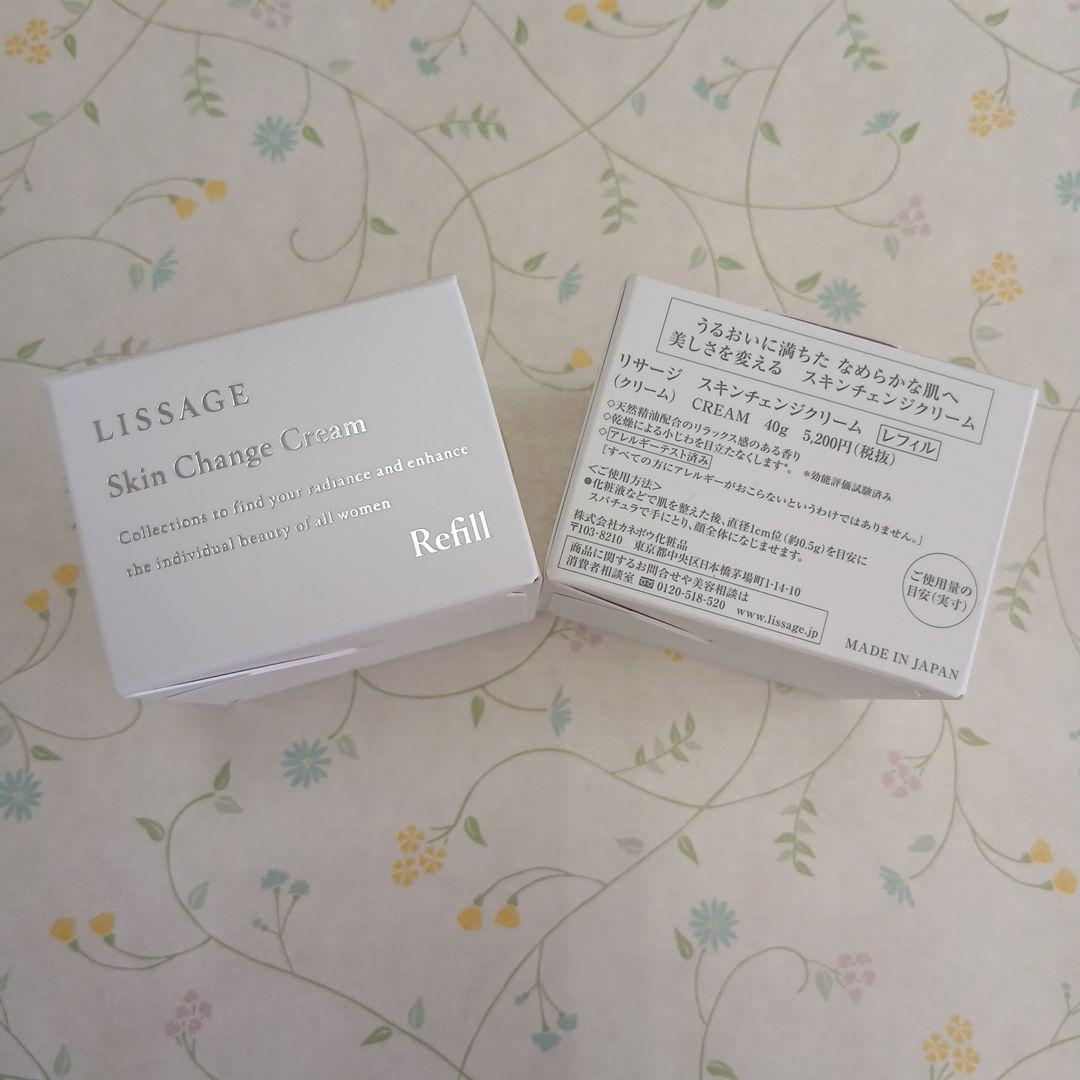 LISSAGE
Skin Change Cream
Collections to find your radiance and enhance
the individual beauty of all women
Refill
うるおいに満ちた なめらかな肌へ
美しさを変える スキンチェンジクリーム
リサージ スキンチェンジクリーム レフィル
(クリーム) CREAM 40g 5,200円(税抜)
◇天然精油配合のリラックス感のある香り
◇乾燥による小じわを目立たなくします*。 *効能評価試験済み
◇アレルギーテスト済み
[すべての方にアレルギーがおこらないというわけではありません。]
<ご使用方法>
●化粧液などで肌を整えた後、直径1cm位(約0.5g)を目安に
スパチュラで手にとり、顔全体になじませます。
株式会社カネボウ化粧品
〒103-8210 東京都中央区日本橋茅場町1-14-10
商品に関するお問合せや美容相談は
消費者相談室 0120-518-520 www.lissage.jp
ご使用量の
目安(実寸)
MADE IN JAPAN